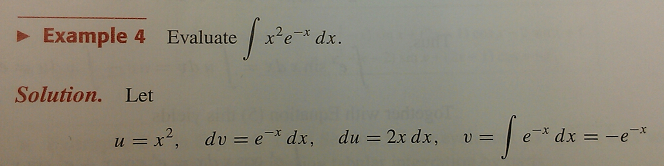 ► Example 4 Evaluate ∫ x²e⁻ˣ dx.
Solution. Let
u = x², dv = e⁻ˣ dx, du = 2x dx, v = ∫ e⁻ˣ dx = −e⁻ˣ